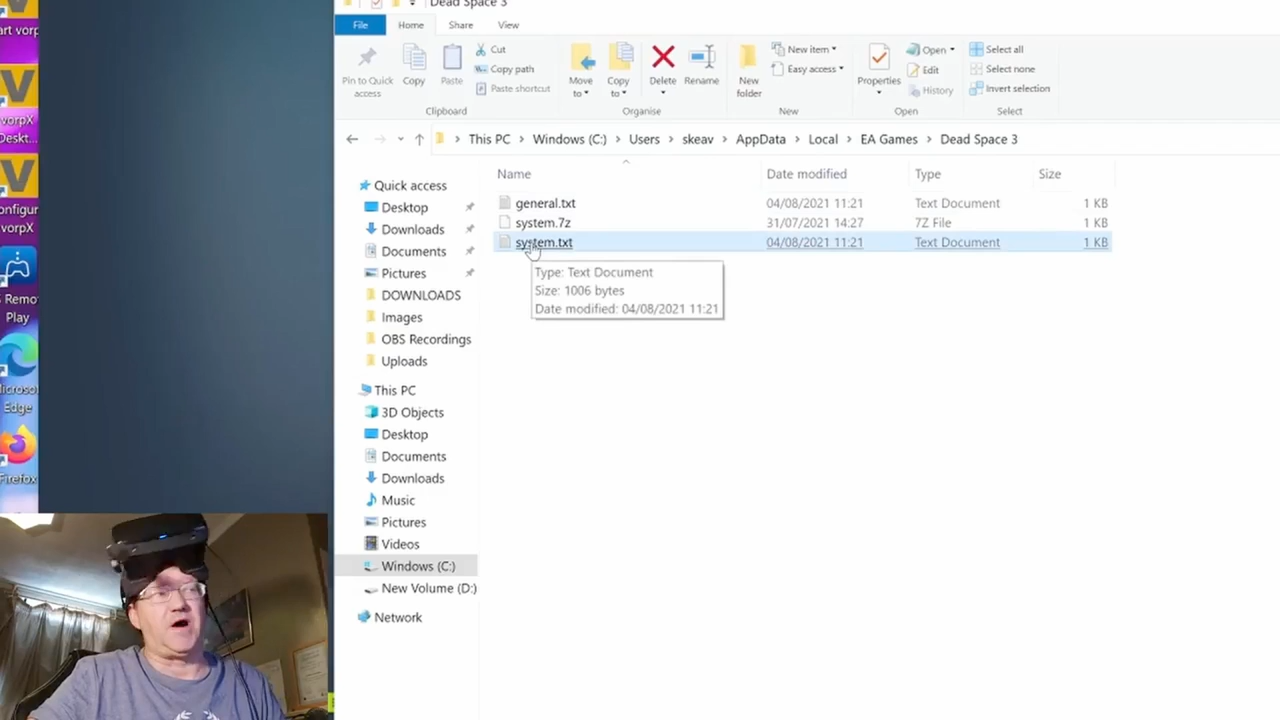 Dead Space 3
File Home Share View
Pin to Quick access
Copy
Paste
Cut
Copy path
Paste shortcut
Move to
Copy to
Delete
Rename
New folder
New item
Easy access
Properties
Open
Edit
History
Select all
Select none
Invert selection
Clipboard Organise New Open Select
This PC > Windows (C:) > Users > skeav > AppData > Local > EA Games > Dead Space 3
Name Date modified Type Size
general.txt 04/08/2021 11:21 Text Document 1 KB
system.7z 31/07/2021 14:27 7Z File 1 KB
system.txt 04/08/2021 11:21 Text Document 1 KB
Type: Text Document
Size: 1006 bytes
Date modified: 04/08/2021 11:21
Quick access
Desktop
Downloads
Documents
Pictures
DOWNLOADS
Images
OBS Recordings
Uploads
This PC
3D Objects
Desktop
Documents
Downloads
Music
Pictures
Videos
Windows (C:)
New Volume (D:)
Network
art vorp
vorpX
Deskt...
onfigur
vorpX
S Remo
Play
icroso
Edge
Firefox